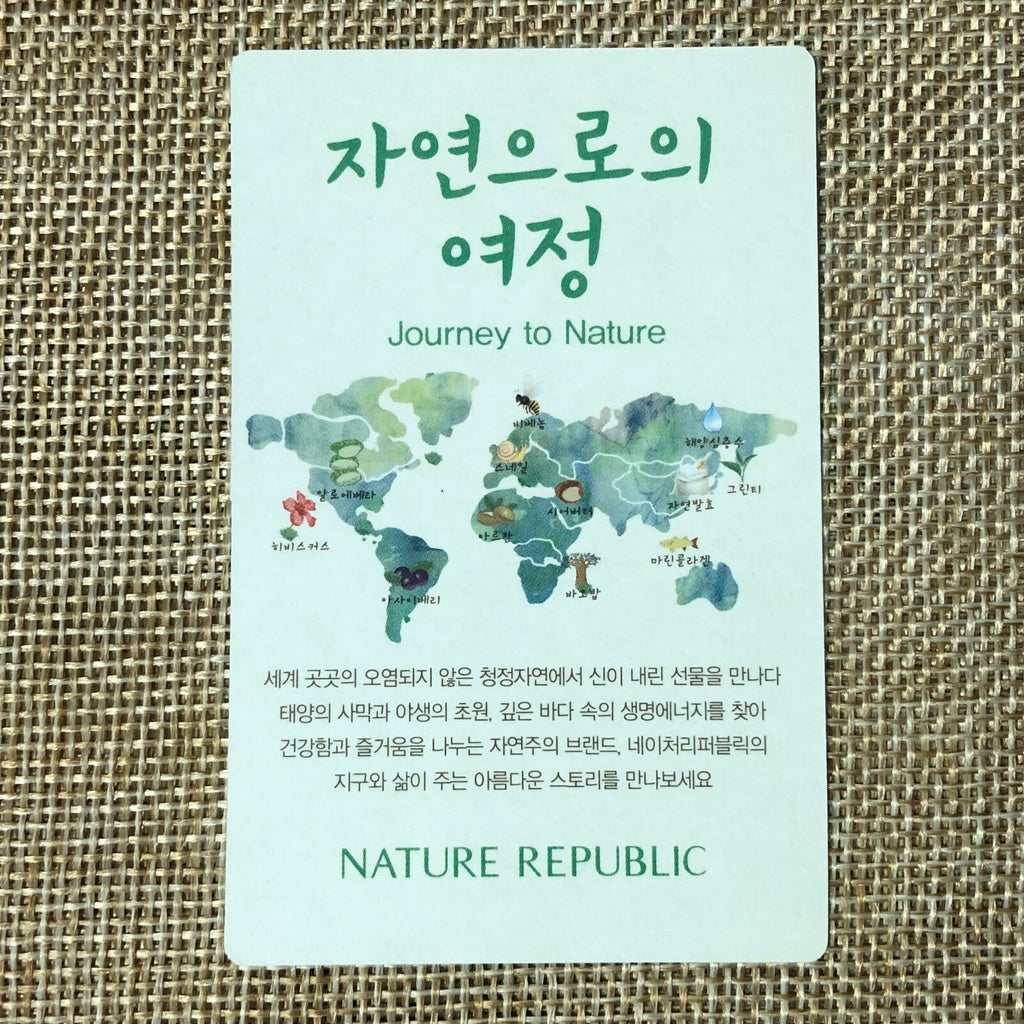 자연으로의
여정
Journey to Nature
비베놈
해양심층수
스네일
알로에베라
그린티
시어버터
자연발효
아르간
히비스커스
마린콜라겐
바오밥
아사이베리
세계 곳곳의 오염되지 않은 청정자연에서 신이 내린 선물을 만나다
태양의 사막과 야생의 초원, 깊은 바다 속의 생명에너지를 찾아
건강함과 즐거움을 나누는 자연주의 브랜드, 네이처리퍼블릭의
지구와 삶이 주는 아름다운 스토리를 만나보세요
NATURE REPUBLIC